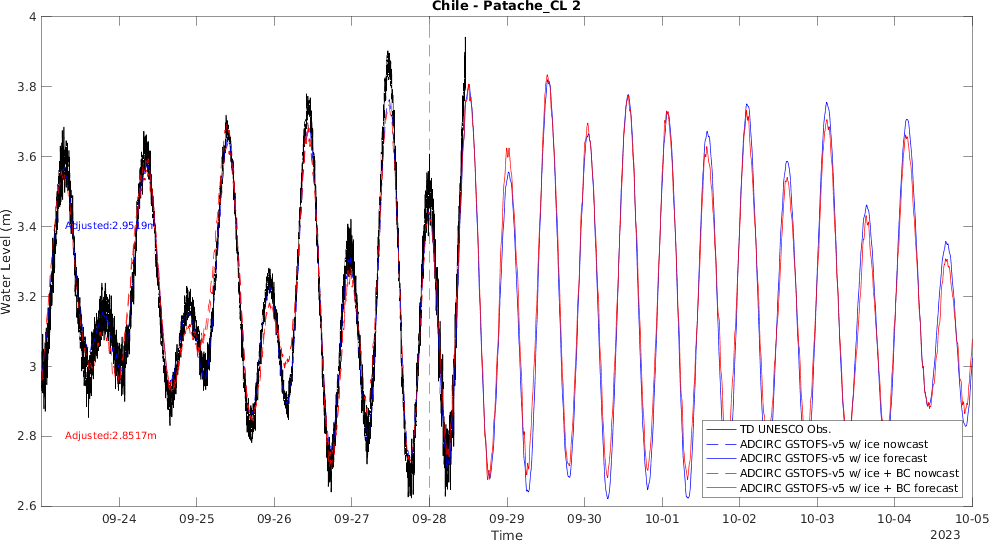 Chile - Patache_CL 2
4
3.8
3.6
3.4
3.2
3
2.8
2.6
Water Level (m)
Adjusted:2.9519m
Adjusted:2.8517m
TD UNESCO Obs.
ADCIRC GSTOFS-v5 w/ ice nowcast
ADCIRC GSTOFS-v5 w/ ice forecast
ADCIRC GSTOFS-v5 w/ ice + BC nowcast
ADCIRC GSTOFS-v5 w/ ice + BC forecast
09-24 09-25 09-26 09-27 09-28 09-29 09-30 10-01 10-02 10-03 10-04 10-05
Time
2023